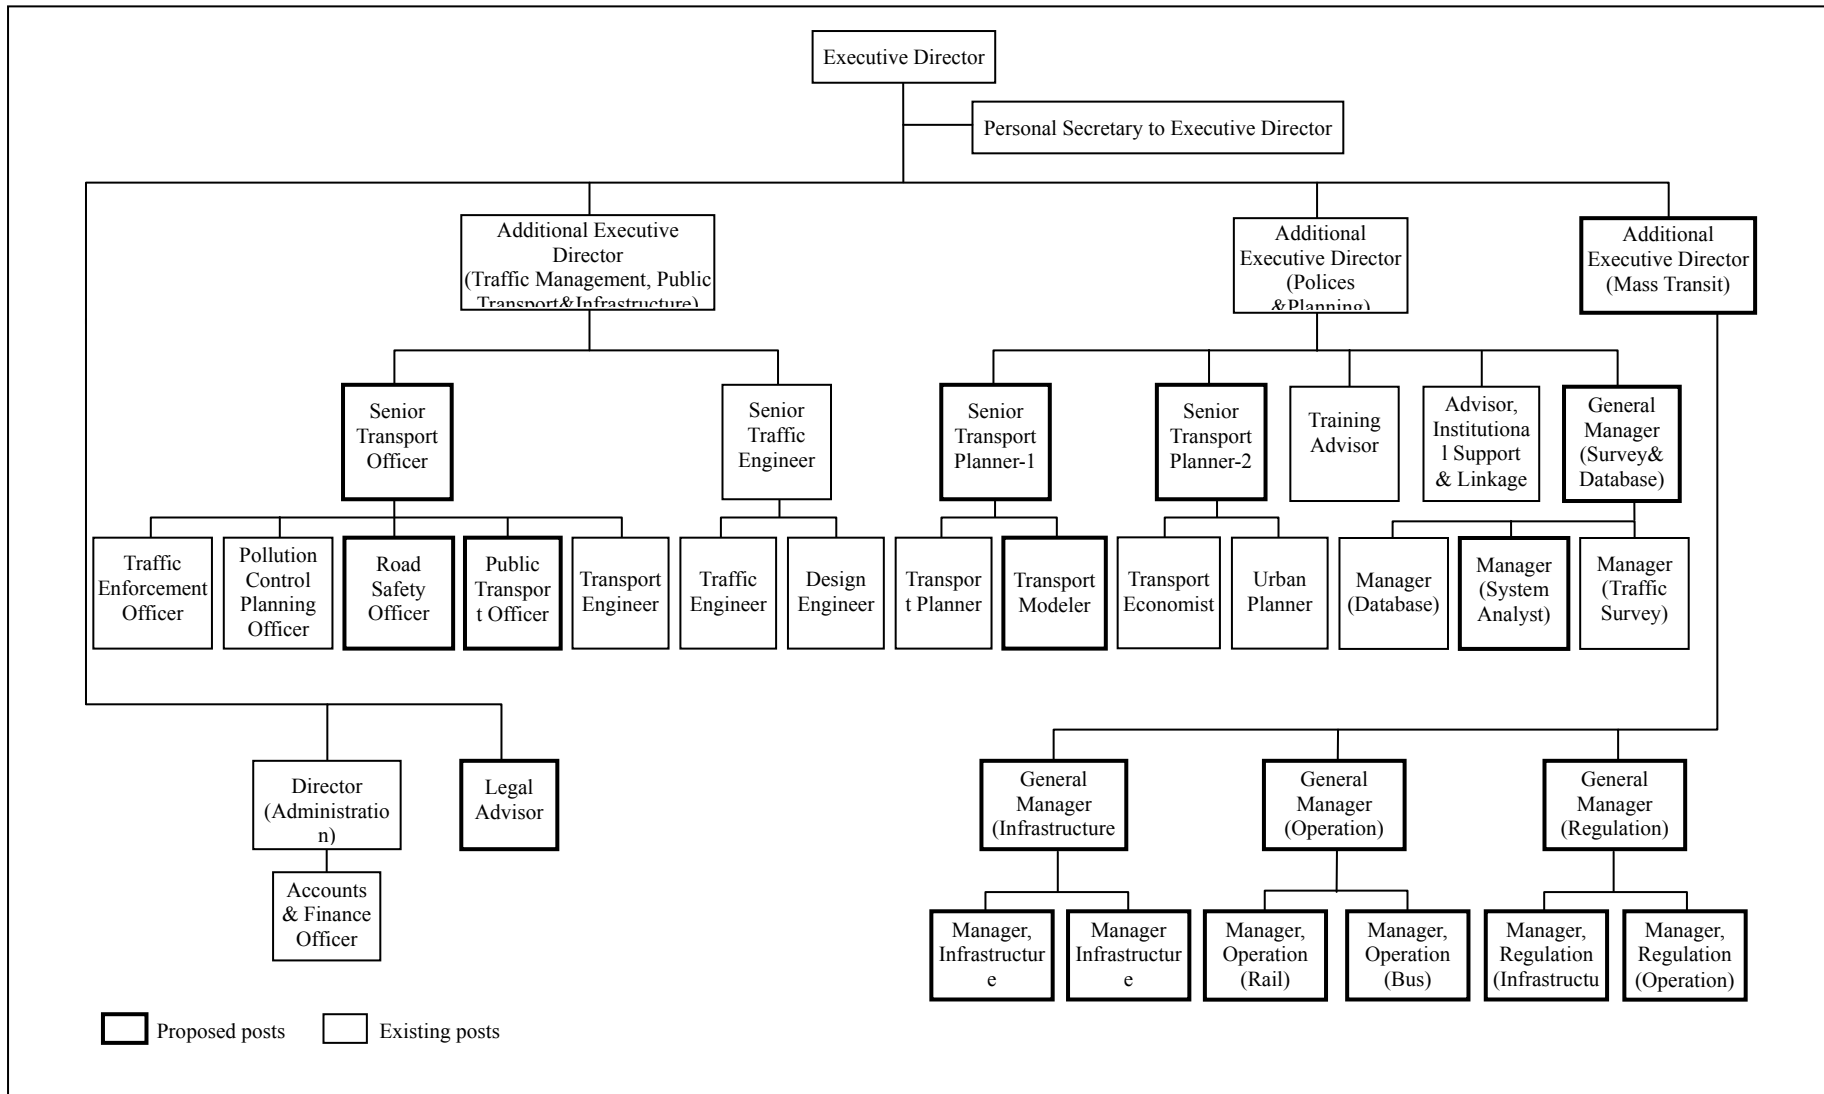 Executive Director
Personal Secretary to Executive Director
Additional Executive
Director
(Traffic Management, Public
Transport&Infrastructure)
Additional
Executive Director
(Polices
&Planning)
Additional
Executive Director
(Mass Transit)
Senior
Transport
Officer
Senior
Traffic
Engineer
Senior
Transport
Planner-1
Senior
Transport
Planner-2
Training
Advisor
Advisor,
Institutiona
l Support
& Linkage
General
Manager
(Survey&
Database)
Traffic
Enforcement
Officer
Pollution
Control
Planning
Officer
Road
Safety
Officer
Public
Transpor
t Officer
Transport
Engineer
Traffic
Engineer
Design
Engineer
Transpor
t Planner
Transport
Modeler
Transport
Economist
Urban
Planner
Manager
(Database)
Manager
(System
Analyst)
Manager
(Traffic
Survey)
Director
(Administratio
n)
Legal
Advisor
General
Manager
(Infrastructure
General
Manager
(Operation)
General
Manager
(Regulation)
Accounts
& Finance
Officer
Manager,
Infrastructur
e
Manager
Infrastructur
e
Manager,
Operation
(Rail)
Manager,
Operation
(Bus)
Manager,
Regulation
(Infrastructu
Manager,
Regulation
(Operation)
Proposed posts
Existing posts